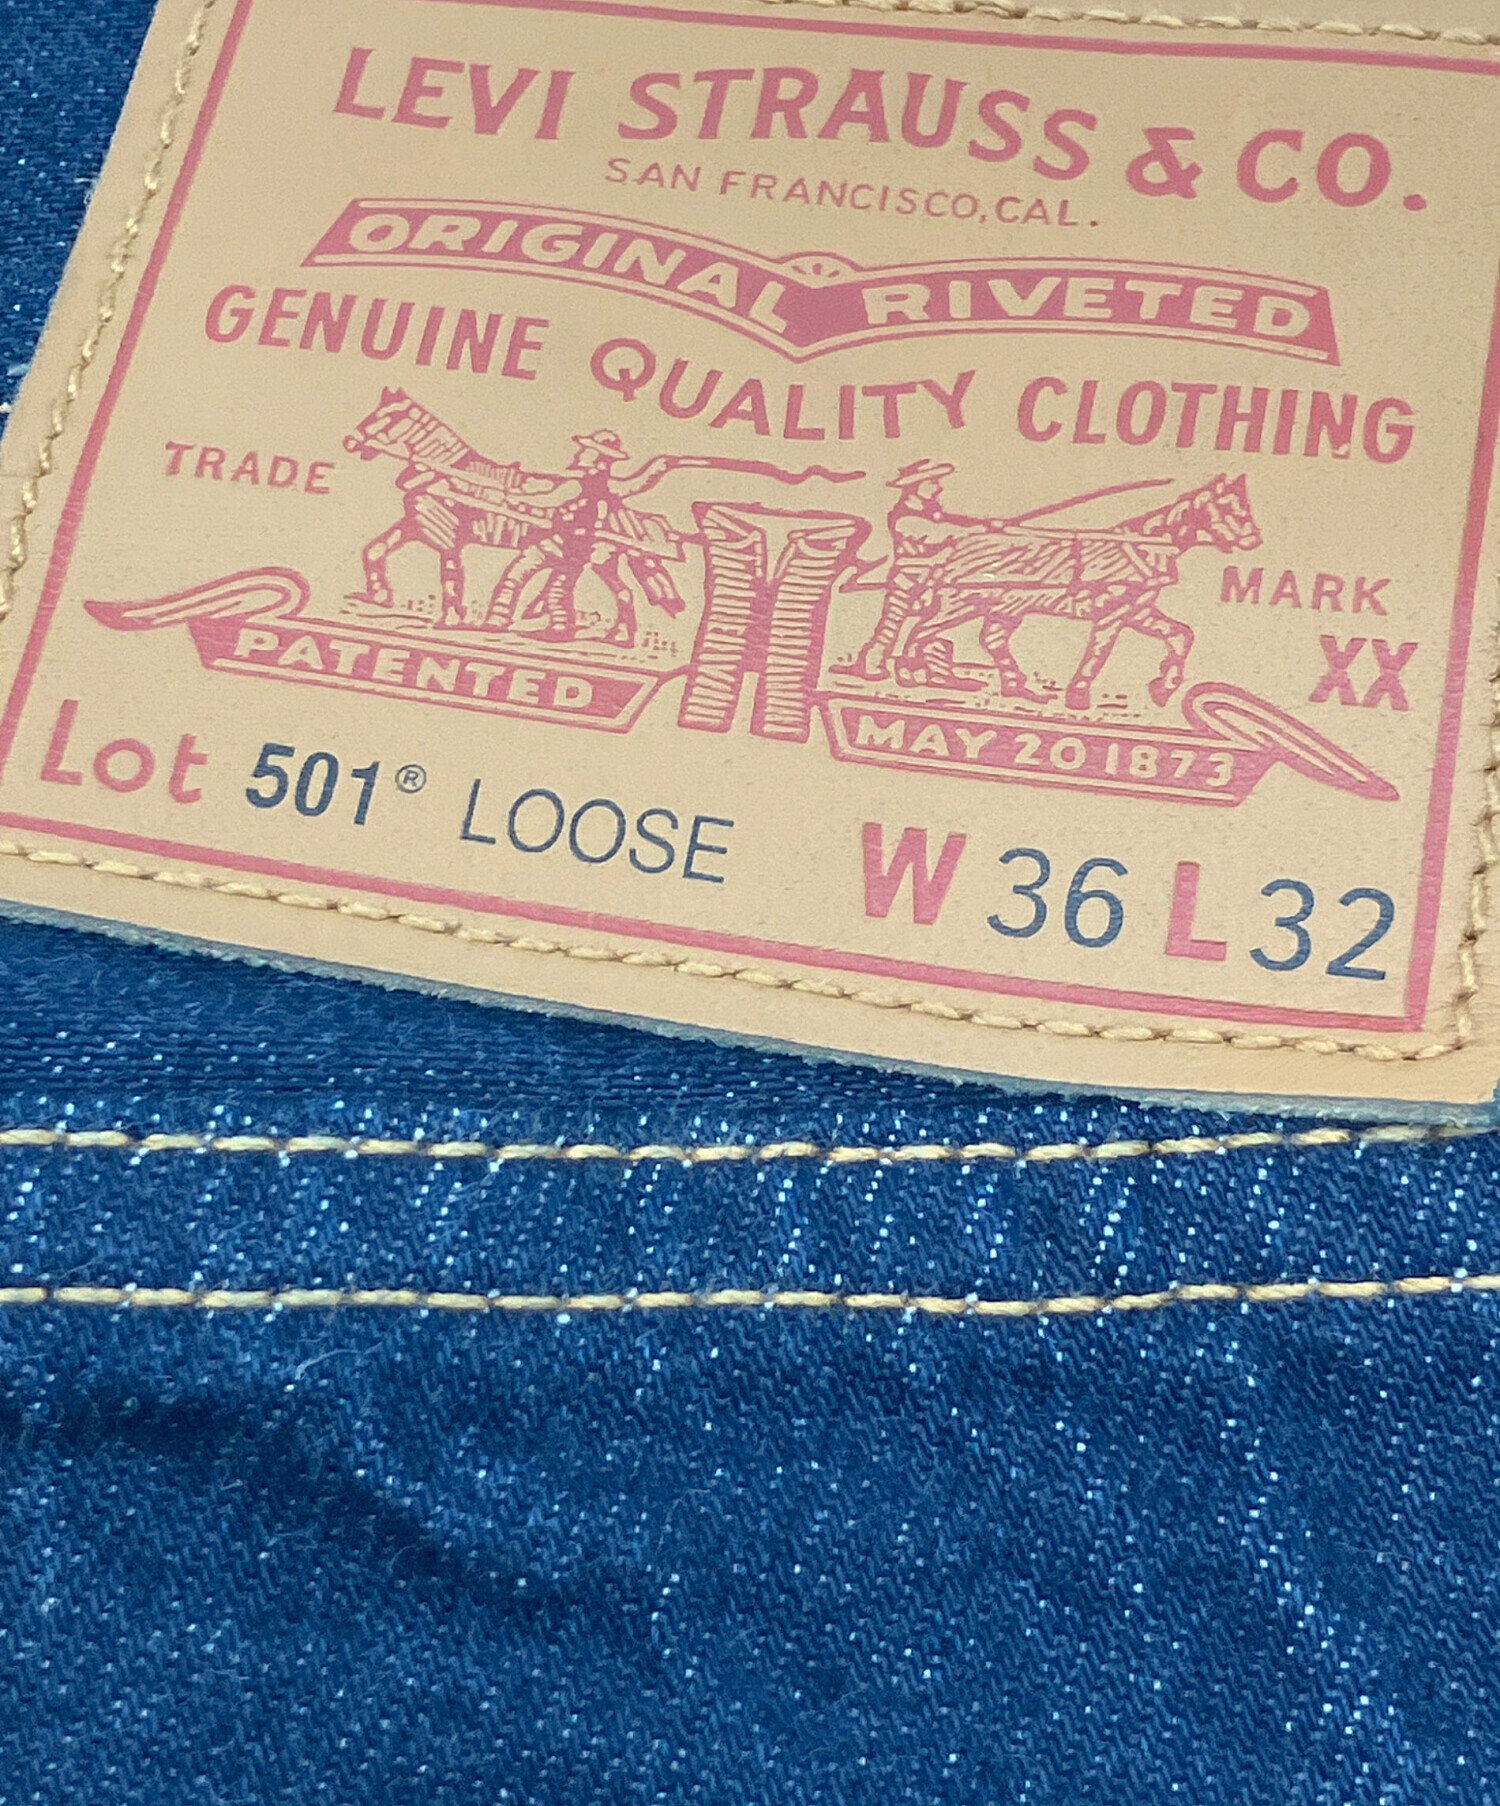 LEVI STRAUSS & CO.
SAN FRANCISCO, CAL.
ORIGINAL RIVETED
GENUINE QUALITY CLOTHING
TRADE MARK
XX
PATENTED MAY 20 1873
Lot 501® LOOSE W 36 L 32